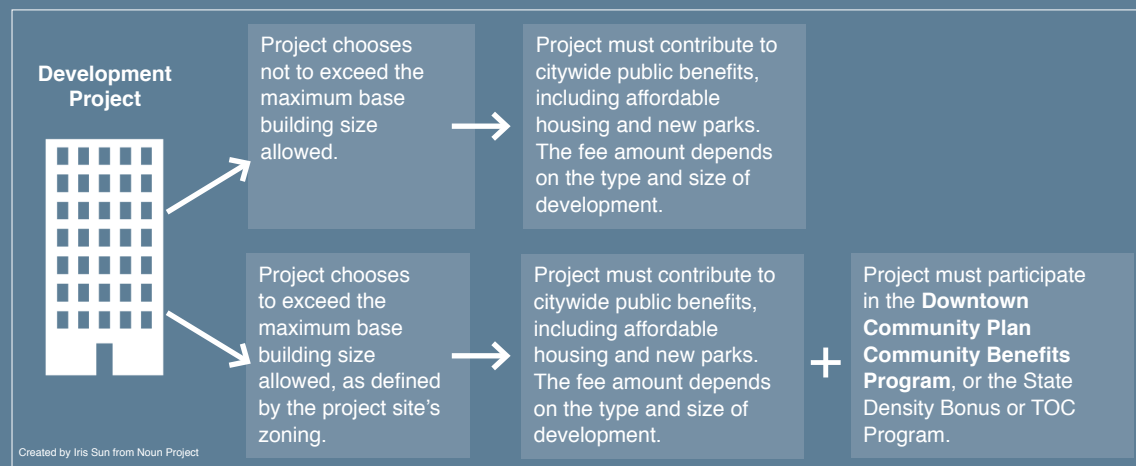 Development
Project
Project chooses
not to exceed the
maximum base
building size
allowed.
Project must contribute to
citywide public benefits,
including affordable
housing and new parks.
The fee amount depends
on the type and size of
development.
Project chooses
to exceed the
maximum base
building size
allowed, as defined
by the project site's
zoning.
Project must contribute to
citywide public benefits,
including affordable
housing and new parks.
The fee amount depends
on the type and size of
development.
+
Project must participate
in the Downtown
Community Plan
Community Benefits
Program, or the State
Density Bonus or TOC
Program.
Created by Iris Sun from Noun Project